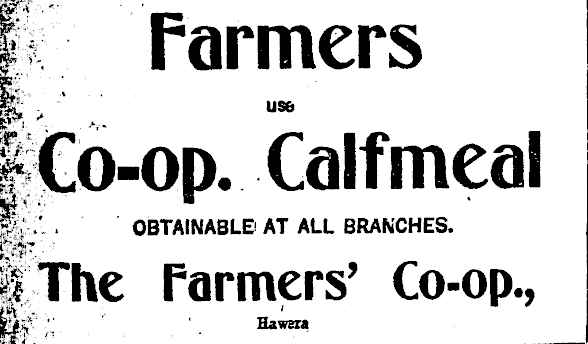 Farmers
use
Co-op. Calfmeal
OBTAINABLE AT ALL BRANCHES.
The Farmers' Co-op.,
Hawera